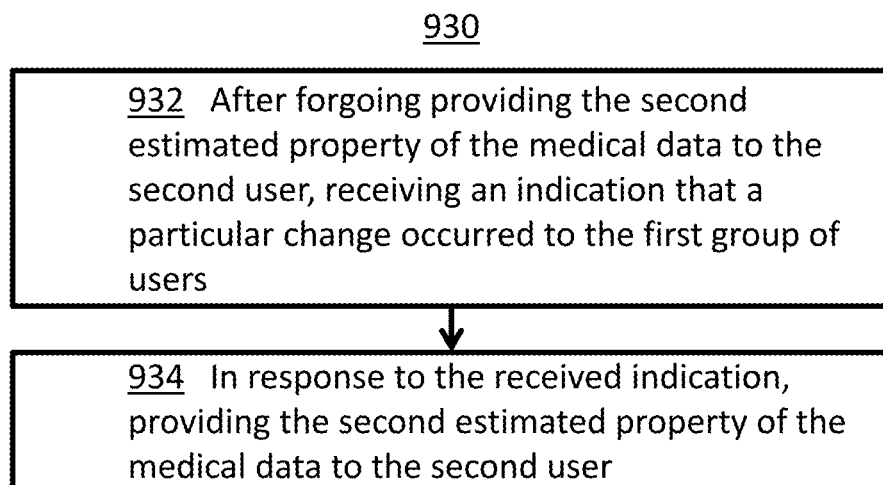 930
932 After forgoing providing the second
estimated property of the medical data to the
second user, receiving an indication that a
particular change occurred to the first group of
users
934 In response to the received indication,
providing the second estimated property of the
medical data to the second user